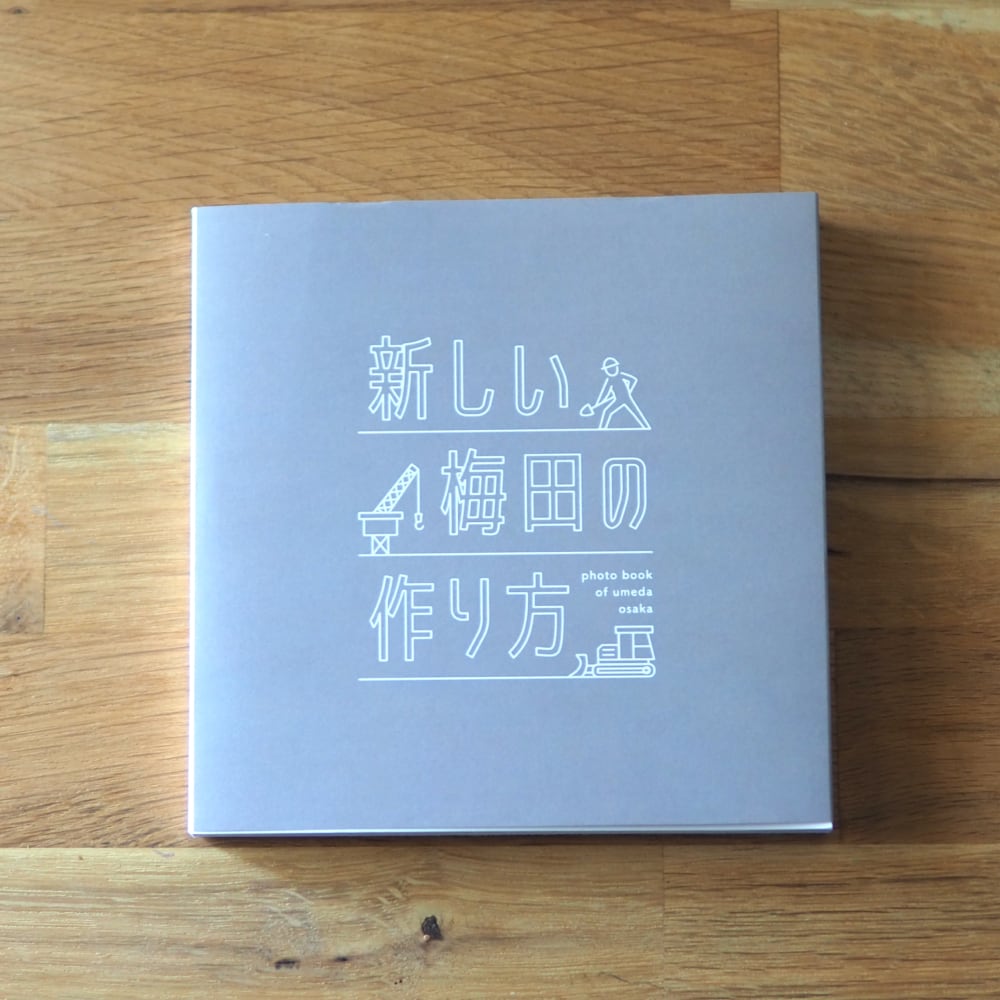 新しい
梅田の
作り方
photo book
of umeda
osaka